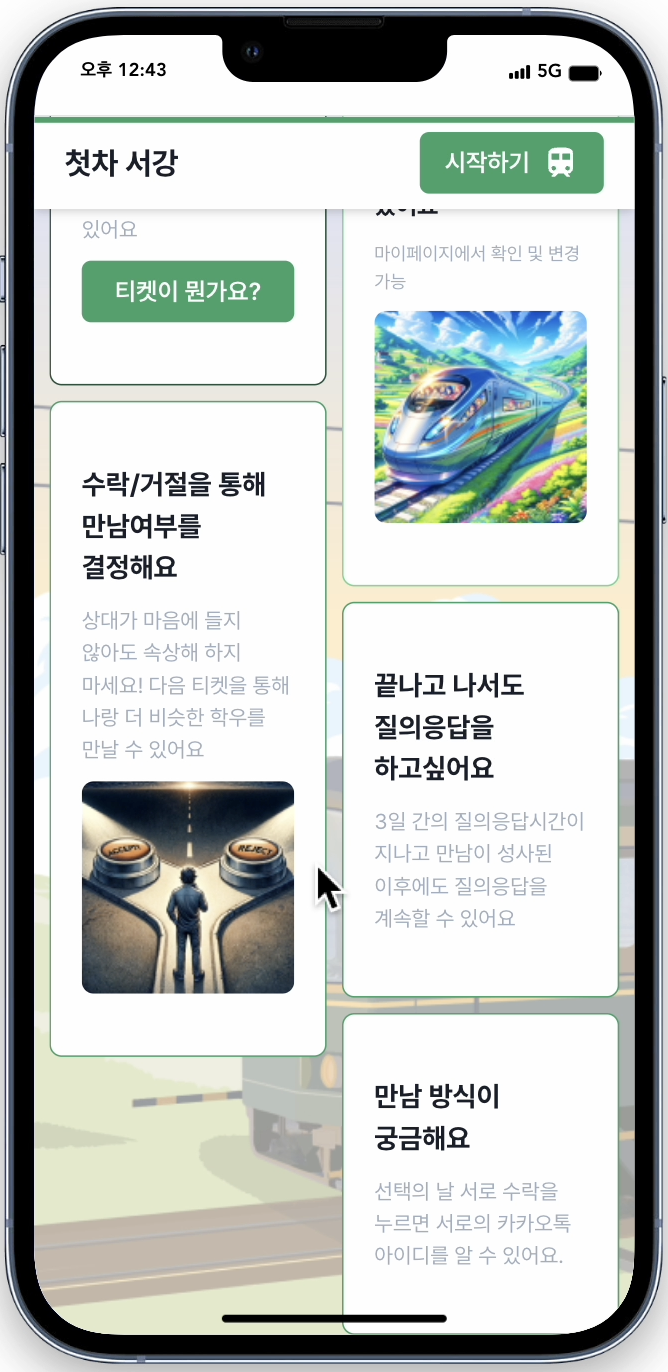 오후 12:43
5G
첫차 서강
시작하기
있어요
티켓이 뭔가요?
수락/거절을 통해
만남여부를
결정해요
상대가 마음에 들지
않아도 속상해 하지
마세요! 다음 티켓을 통해
나랑 더 비슷한 학우를
만날 수 있어요
ACCEPT
REJECT
있어요
마이페이지에서 확인 및 변경
가능
끝나고 나서도
질의응답을
하고싶어요
3일 간의 질의응답시간이
지나고 만남이 성사된
이후에도 질의응답을
계속할 수 있어요
만남 방식이
궁금해요
선택의 날 서로 수락을
누르면 서로의 카카오톡
아이디를 알 수 있어요.